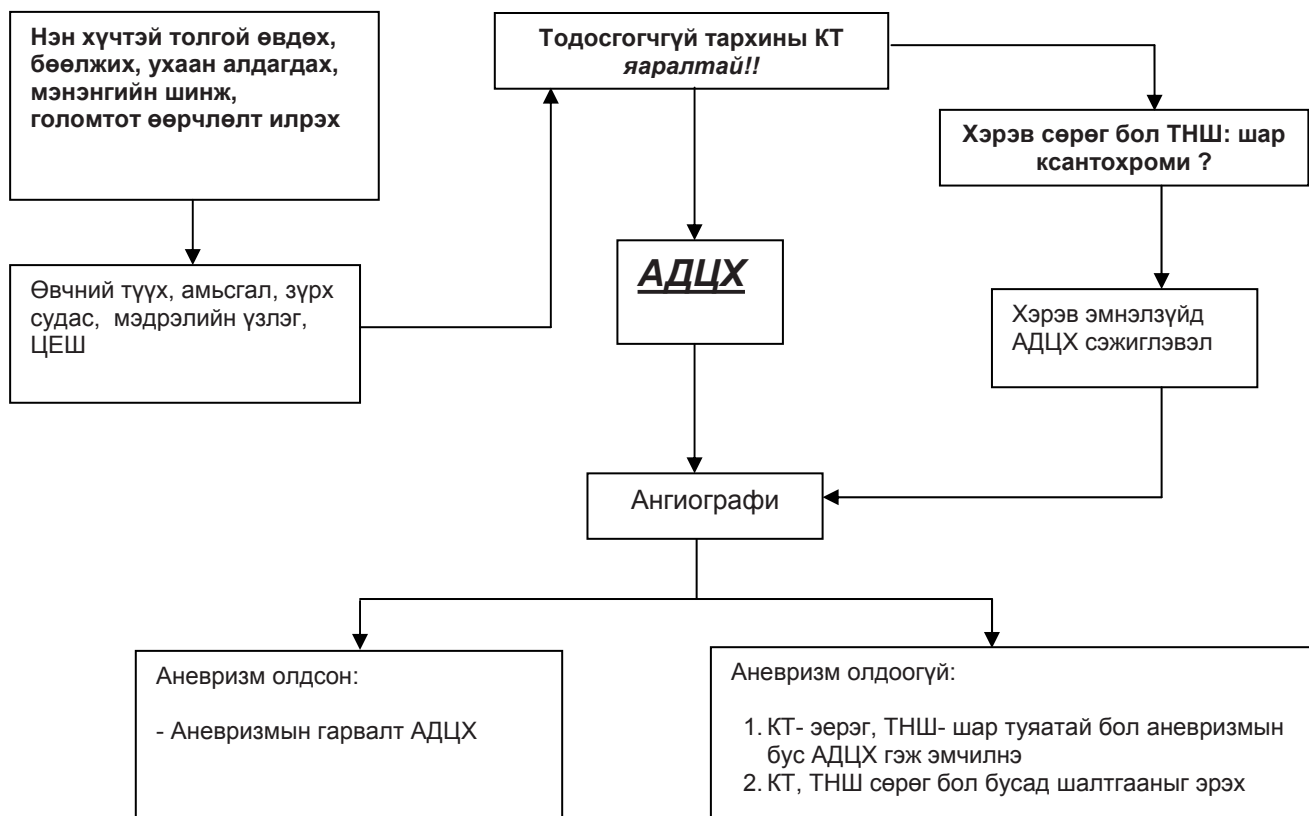 Нэн хүчтэй толгой өвдөх,
бөөлжих, ухаан алдагдах,
мэнэнгийн шинж,
голомтот өөрчлөлт илрэх
Өвчний түүх, амьсгал, зүрх
судас, мэдрэлийн үзлэг,
ЦЕШ
Тодосгогчгүй тархины КТ
яаралтай!!
Хэрэв сөрөг бол ТНШ: шар
ксантохроми ?
АДЦХ
Хэрэв эмнэлзүйд
АДЦХ сэжиглэвэл
Ангиографи
Аневризм олдсон:
- Аневризмын гарвалт АДЦХ
Аневризм олдоогүй:
1. КТ- эерэг, ТНШ- шар туяатай бол аневризмын
бус АДЦХ гэж эмчилнэ
2. КТ, ТНШ сөрөг бол бусад шалтгааныг эрэх